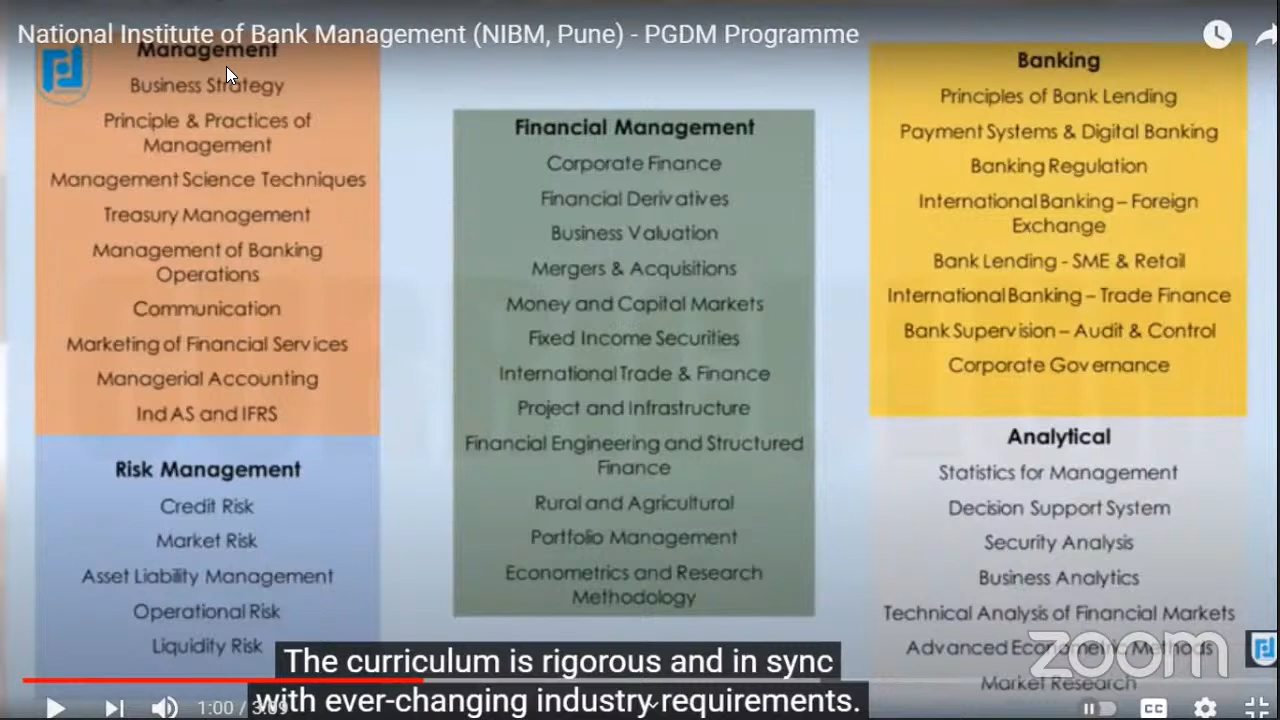 National Institute of Bank Management (NIBM, Pune) - PGDM Programme
Management
Business Strategy
Principle & Practices of
Management
Management Science Techniques
Treasury Management
Management of Banking
Operations
Communication
Marketing of Financial Services
Managerial Accounting
Ind AS and IFRS
Risk Management
Credit Risk
Market Risk
Asset Liability Management
Operational Risk
Liquidity Risk
Financial Management
Corporate Finance
Financial Derivatives
Business Valuation
Mergers & Acquisitions
Money and Capital Markets
Fixed Income Securities
International Trade & Finance
Project and Infrastructure
Financial Engineering and Structured
Finance
Rural and Agricultural
Portfolio Management
Econometrics and Research
Methodology
Banking
Principles of Bank Lending
Payment Systems & Digital Banking
Banking Regulation
International Banking – Foreign
Exchange
Bank Lending - SME & Retail
International Banking – Trade Finance
Bank Supervision – Audit & Control
Corporate Governance
Analytical
Statistics for Management
Decision Support System
Security Analysis
Business Analytics
Technical Analysis of Financial Markets
Advanced Econometric Methods
Market Research
zoom
The curriculum is rigorous and in sync
with ever-changing industry requirements.
1:00 / 3:09
CC